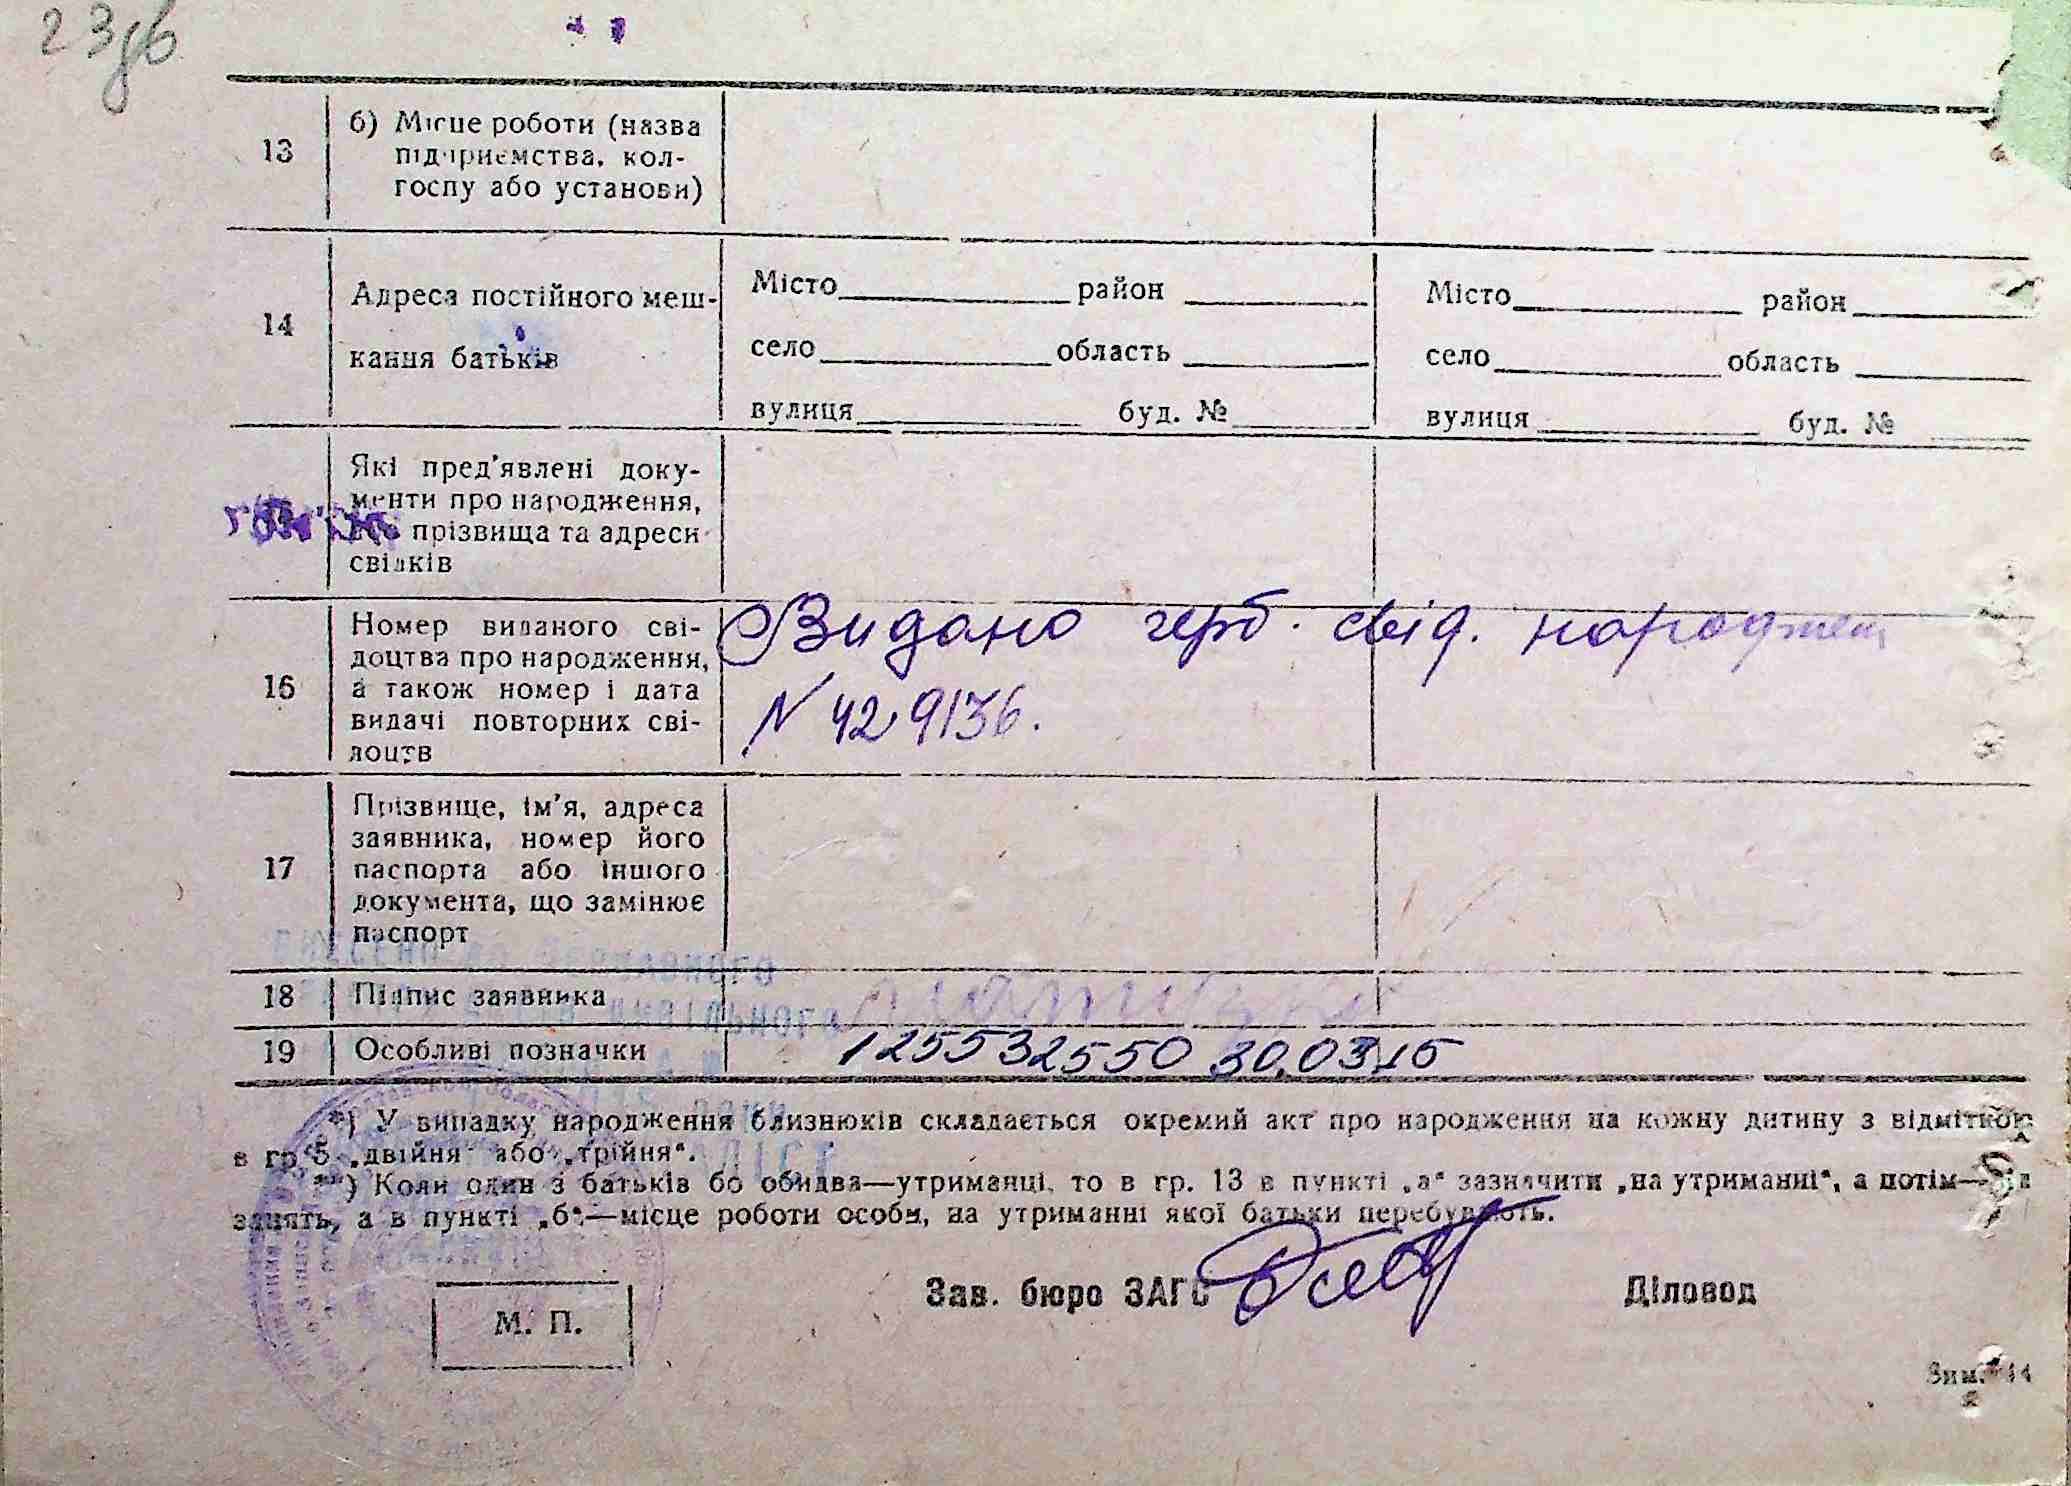 23зв
13
б) Місце роботи (назва
підприємства, кол-
госпу або установи)
14
Адреса постійного меш-
кання батьків
Місто район
село область
вулиця буд. №
Місто район
село область
вулиця буд. №
Які пред'явлені доку-
менти про народження,
прізвища та адреси
свідків
16
Номер виданого сві-
доцтва про народження,
а також номер і дата
видачі повторних сві-
доцтв
Видано герб. свід. народжен
N 429136.
17
Прізвище, ім'я, адреса
заявника, номер його
паспорта або іншого
документа, що замінює
паспорт
18 Підпис заявника
19 Особливі позначки 125532550 30.03.15
*) У випадку народження близнюків складається окремий акт про народження на кожну дитину з відміткою
в гр 5 „двійня" або „трійня“.
**) Коли один з батьків бо обидва—утриманці, то в гр. 13 в пункті „а“ зазначити „на утриманні“, а потім—
занять, а в пункті „б“—місце роботи особи, на утриманні якої батьки перебувають.
Зав. бюро ЗАГС Діловод
М. П.